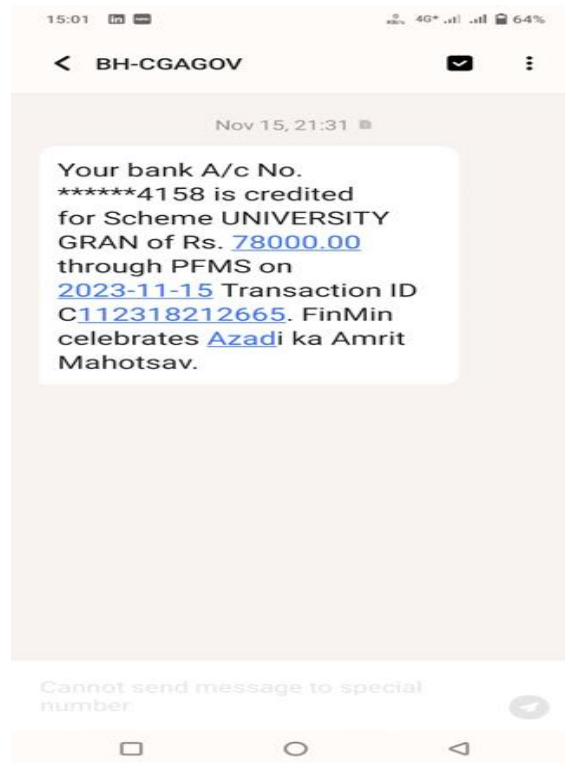 15:01 4G+ 64%
BH-CGAGOV
Nov 15, 21:31
Your bank A/c No.
******4158 is credited
for Scheme UNIVERSITY
GRAN of Rs. 78000.00
through PFMS on
2023-11-15 Transaction ID
C112318212665. FinMin
celebrates Azadi ka Amrit
Mahotsav.
Cannot send message to special
number